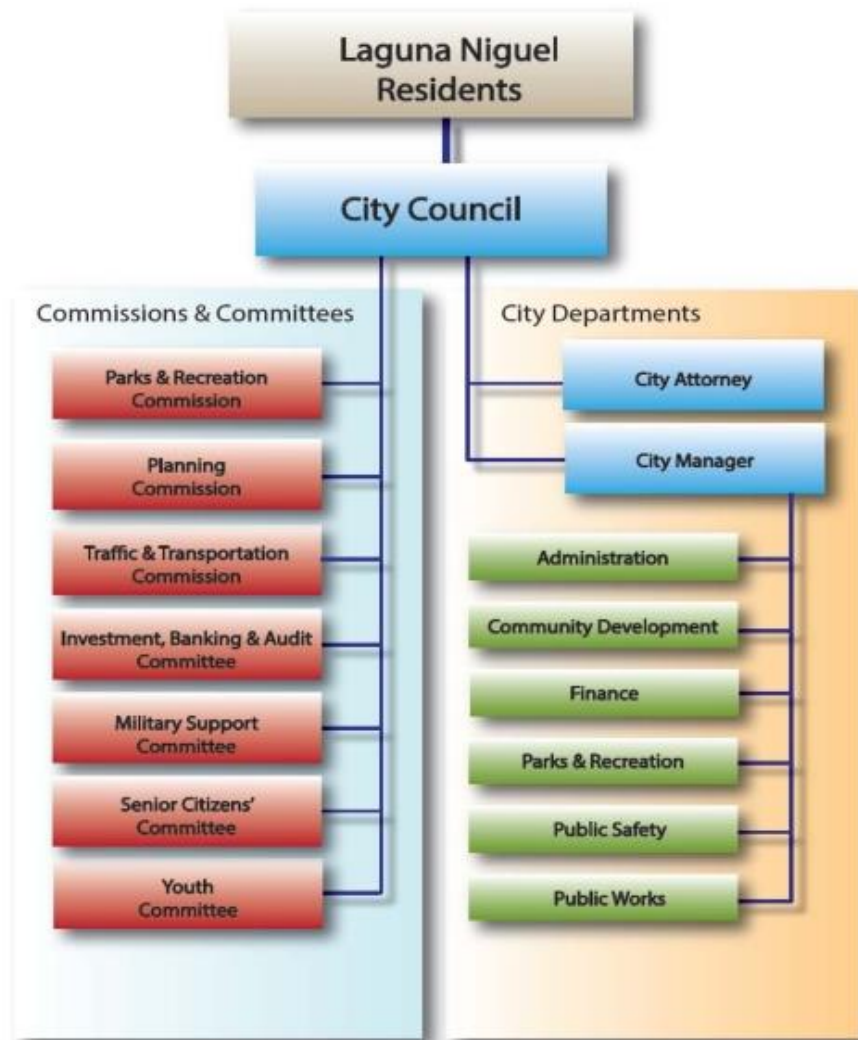 Laguna Niguel
Residents
City Council
Commissions & Committees
Parks & Recreation
Commission
Planning
Commission
Traffic & Transportation
Commission
Investment, Banking & Audit
Committee
Military Support
Committee
Senior Citizens'
Committee
Youth
Committee
City Departments
City Attorney
City Manager
Administration
Community Development
Finance
Parks & Recreation
Public Safety
Public Works